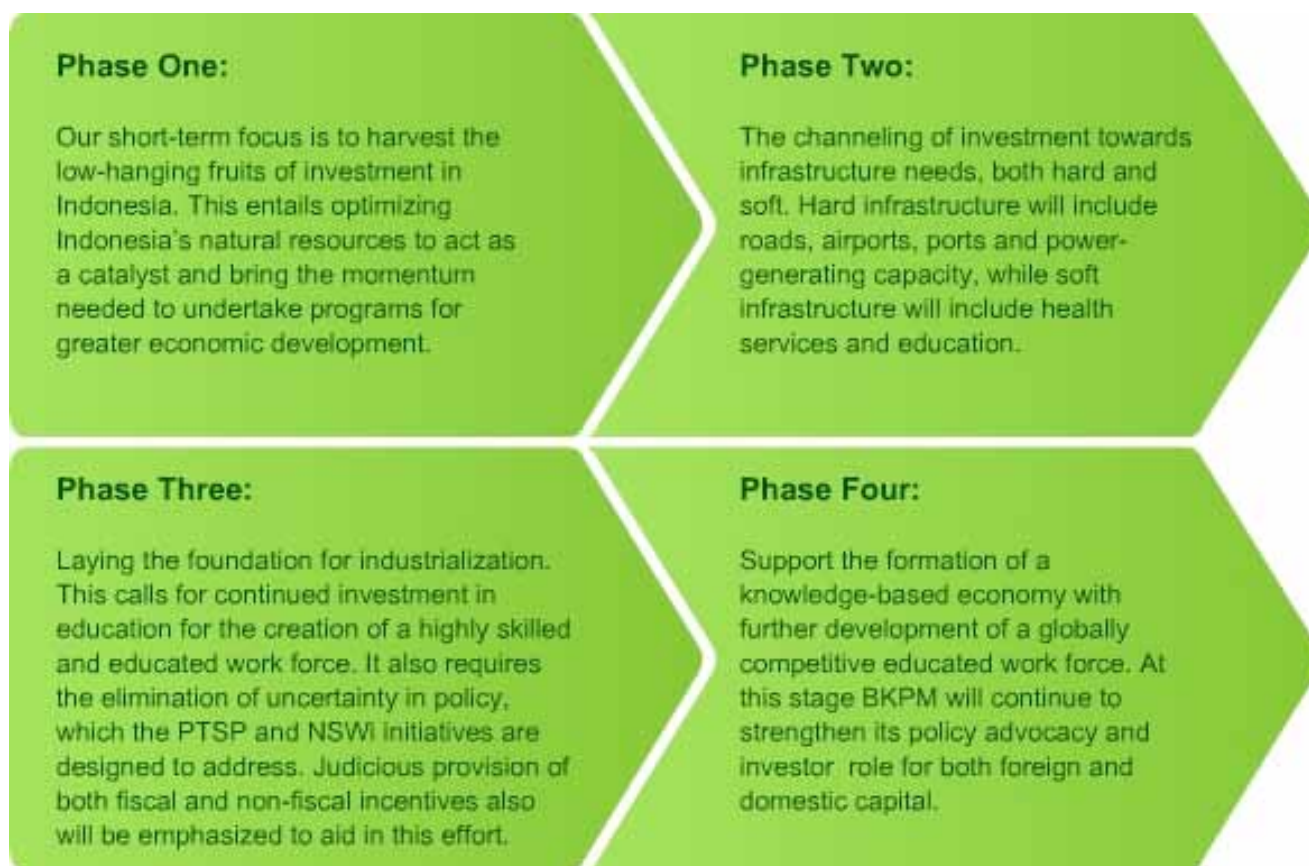 Phase One:
Our short-term focus is to harvest the
low-hanging fruits of investment in
Indonesia. This entails optimizing
Indonesia's natural resources to act as
a catalyst and bring the momentum
needed to undertake programs for
greater economic development.
Phase Two:
The channeling of investment towards
infrastructure needs, both hard and
soft. Hard infrastructure will include
roads, airports, ports and power-
generating capacity, while soft
infrastructure will include health
services and education.
Phase Three:
Laying the foundation for industrialization.
This calls for continued investment in
education for the creation of a highly skilled
and educated work force. It also requires
the elimination of uncertainty in policy,
which the PTSP and NSWi initiatives are
designed to address. Judicious provision of
both fiscal and non-fiscal incentives also
will be emphasized to aid in this effort.
Phase Four:
Support the formation of a
knowledge-based economy with
further development of a globally
competitive educated work force. At
this stage BKPM will continue to
strengthen its policy advocacy and
investor  role for both foreign and
domestic capital.